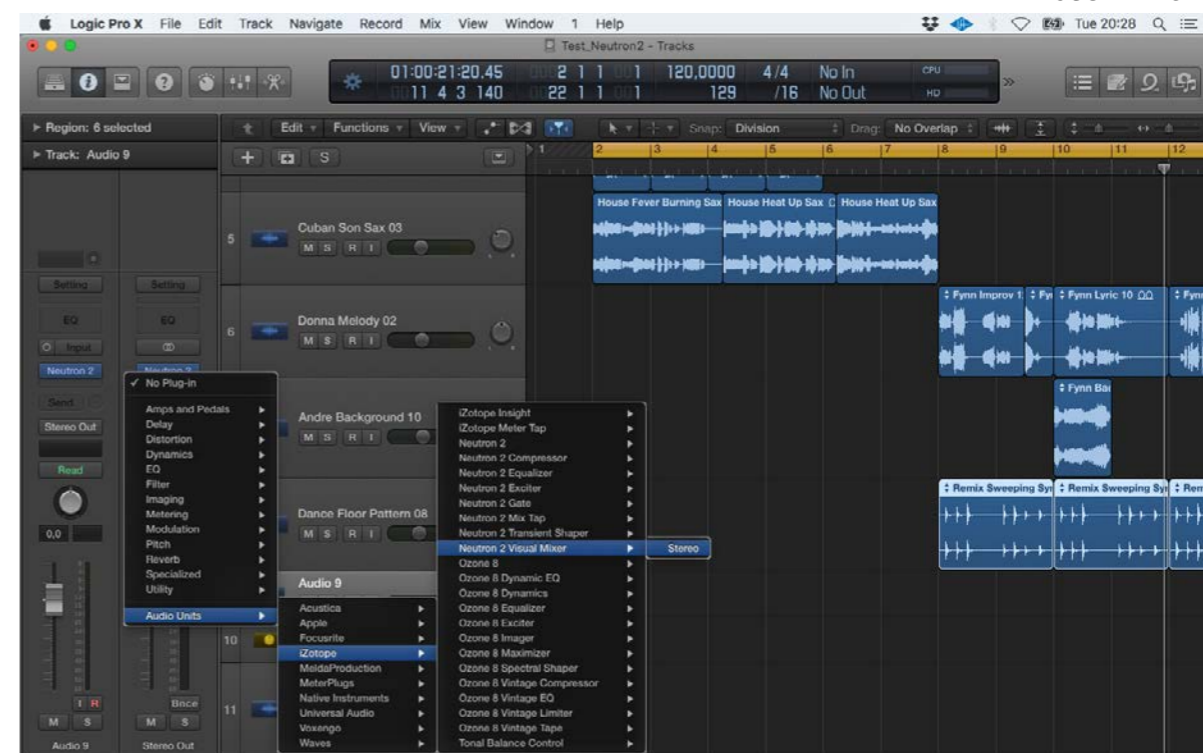 Logic Pro X File Edit Track Navigate Record Mix View Window 1 Help Tue 20:28
Test_Neutron2 - Tracks
01:00:21:20.45 2 1 1 1 120,0000 4/4 No In CPU
11 4 3 140 22 1 1 1 129 /16 No Out HD
Region: 6 selected
Edit Functions View Snap: Division Drag: No Overlap
Track: Audio 9
S
1 2 3 4 5 6 7 8 9 10 11 12
House Fever Burning Sax House Heat Up Sax House Heat Up Sax
5 Cuban Son Sax 03
M S R I
Setting Setting
EQ EQ
Input
Neutron 2 Neutron 2
Send
Stereo Out
Read
0,0
6 Donna Melody 02
M S R I
Fynn Improv 1 Fyn Fynn Lyric 10 Fynn
Fynn Bac
Andre Background 10
M S R I
Dance Floor Pattern 08
M S R I
Remix Sweeping Syn Remix Sweeping Syn Rem
Audio 9
10
11
No Plug-in
Amps and Pedals
Delay
Distortion
Dynamics
EQ
Filter
Imaging
Metering
Modulation
Pitch
Reverb
Specialized
Utility
Audio Units
Acustica
Apple
Focusrite
iZotope
MeldaProduction
MeterPlugs
Native Instruments
Universal Audio
Voxengo
Waves
iZotope Insight
iZotope Meter Tap
Neutron 2
Neutron 2 Compressor
Neutron 2 Equalizer
Neutron 2 Exciter
Neutron 2 Gate
Neutron 2 Mix Tap
Neutron 2 Transient Shaper
Neutron 2 Visual Mixer
Stereo
Ozone 8
Ozone 8 Dynamic EQ
Ozone 8 Dynamics
Ozone 8 Equalizer
Ozone 8 Exciter
Ozone 8 Imager
Ozone 8 Maximizer
Ozone 8 Spectral Shaper
Ozone 8 Vintage Compressor
Ozone 8 Vintage EQ
Ozone 8 Vintage Limiter
Ozone 8 Vintage Tape
Tonal Balance Control
I R Bnce
M S M S
Audio 9 Stereo Out